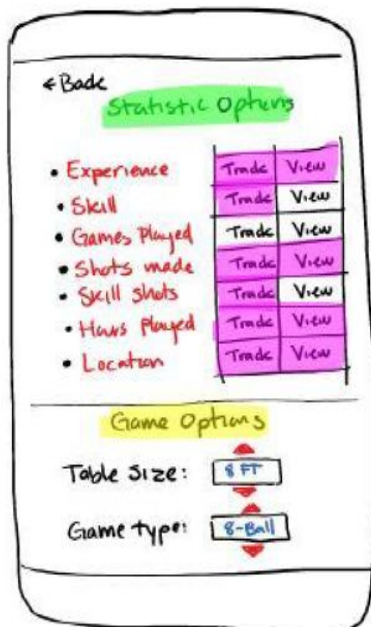 ← Back
Statistic Options
• Experience Trade View
• Skill Trade View
• Games Played Trade View
• Shots made Trade View
• Skill shots Trade View
• Hours Played Trade View
• Location Trade View
Game Options
Table Size: 8 FT
Game type: 8-Ball